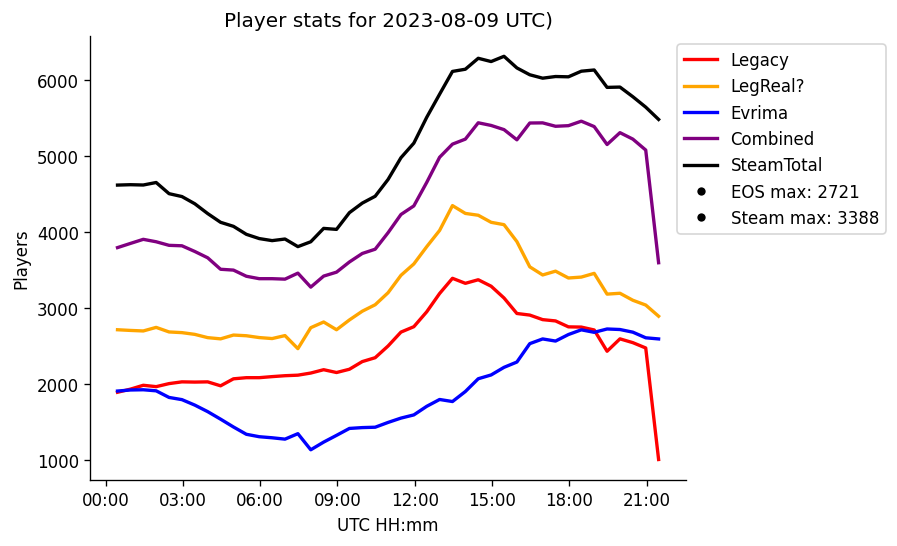 Player stats for 2023-08-09 UTC)
Players
6000
5000
4000
3000
2000
1000
00:00 03:00 06:00 09:00 12:00 15:00 18:00 21:00
UTC HH:mm
Legacy
LegReal?
Evrima
Combined
SteamTotal
EOS max: 2721
Steam max: 3388